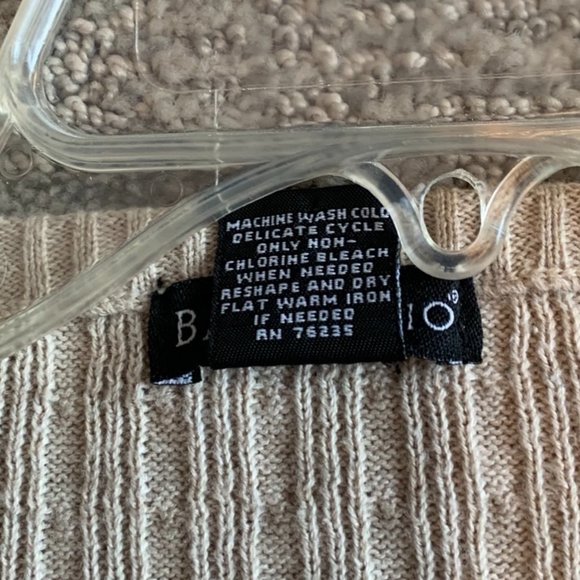 MACHINE WASH COLD
DELICATE CYCLE
ONLY NON-
CHLORINE BLEACH
WHEN NEEDED
RESHAPE AND DRY
FLAT WARM IRON
IF NEEDED
RN 76235